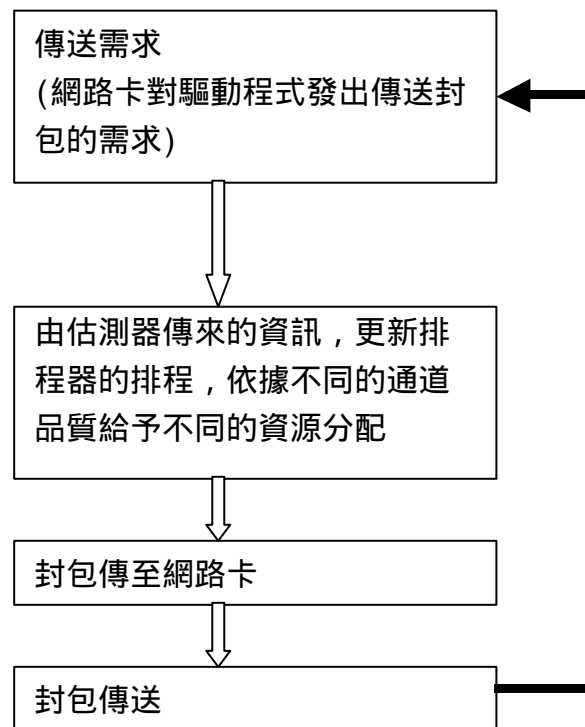 傳送需求
(網路卡對驅動程式發出傳送封
包的需求)
由估測器傳來的資訊，更新排
程器的排程，依據不同的通道
品質給予不同的資源分配
封包傳至網路卡
封包傳送